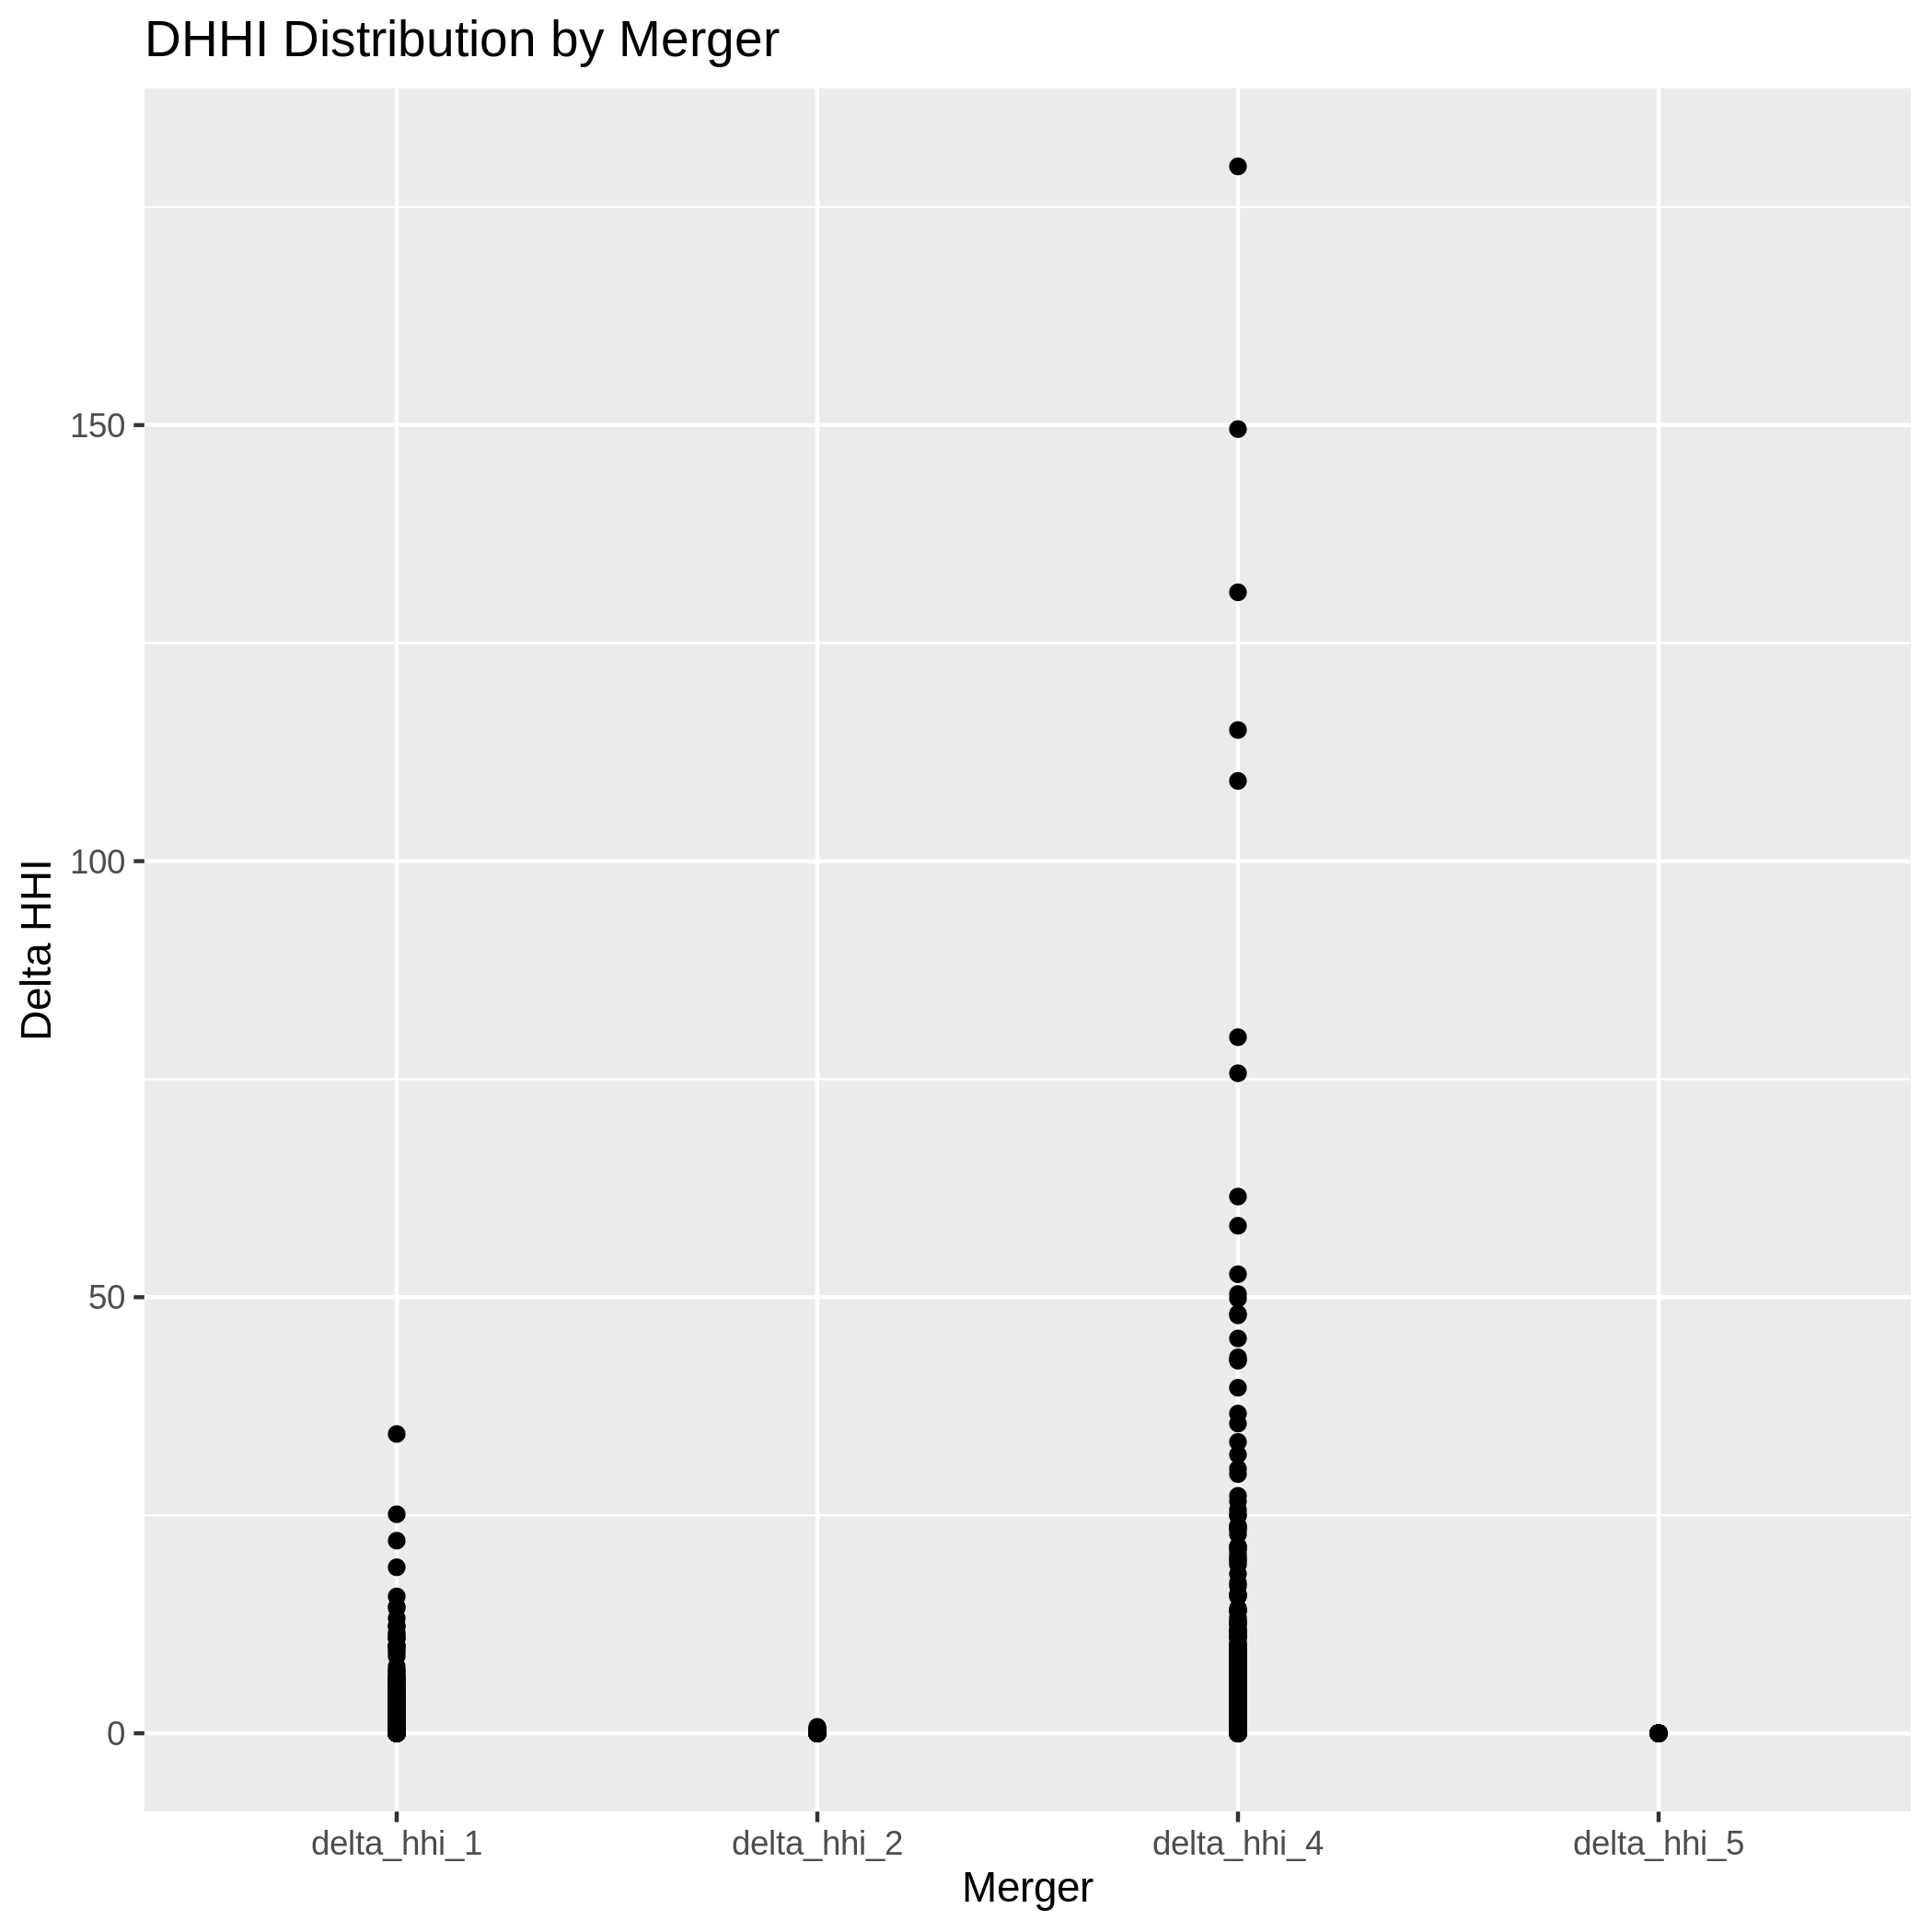 DHHI Distribution by Merger
Delta HHI
150
100
50
0
delta_hhi_1 delta_hhi_2 delta_hhi_4 delta_hhi_5
Merger